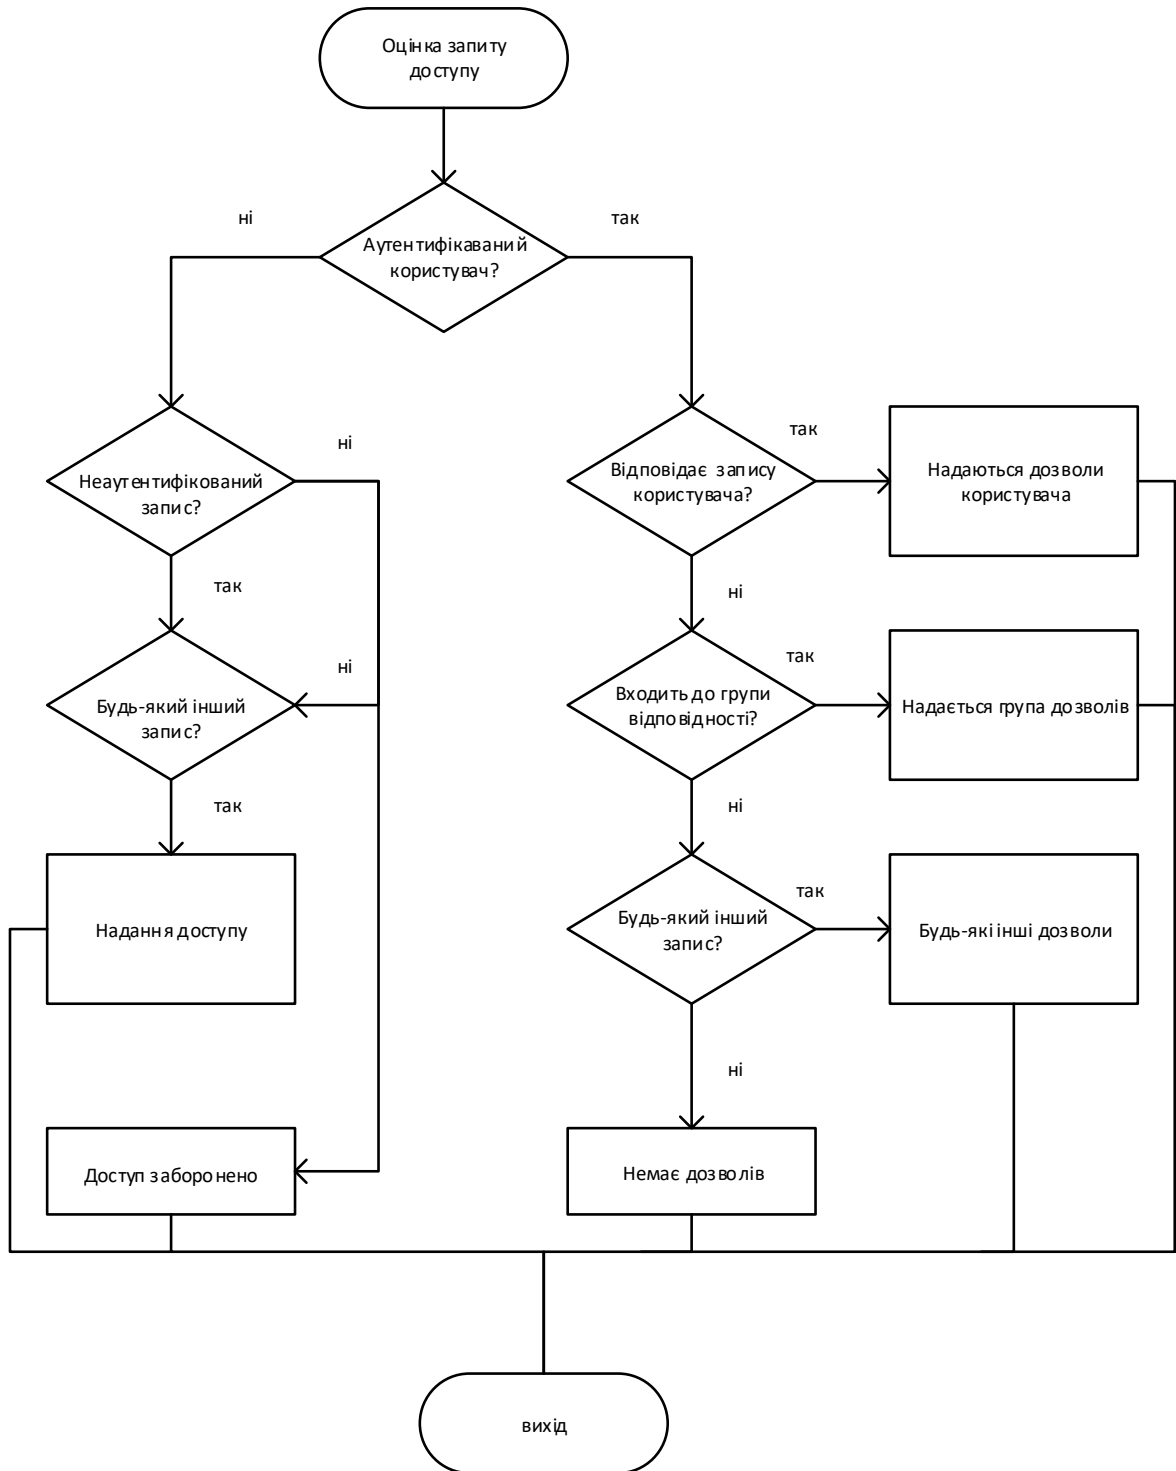 Оцінка запиту
доступу
ні
так
Аутентифікаваний
користувач?
ні
так
Неаутентифікований
запис?
Відповідає запису
користувача?
Надаються дозволи
користувача
так
ні
ні
так
Будь-який інший
запис?
Входить до групи
відповідності?
Надається група дозволів
так
ні
так
Надання доступу
Будь-який інший
запис?
Будь-які інші дозволи
ні
Доступ заборонено
Немає дозволів
вихід